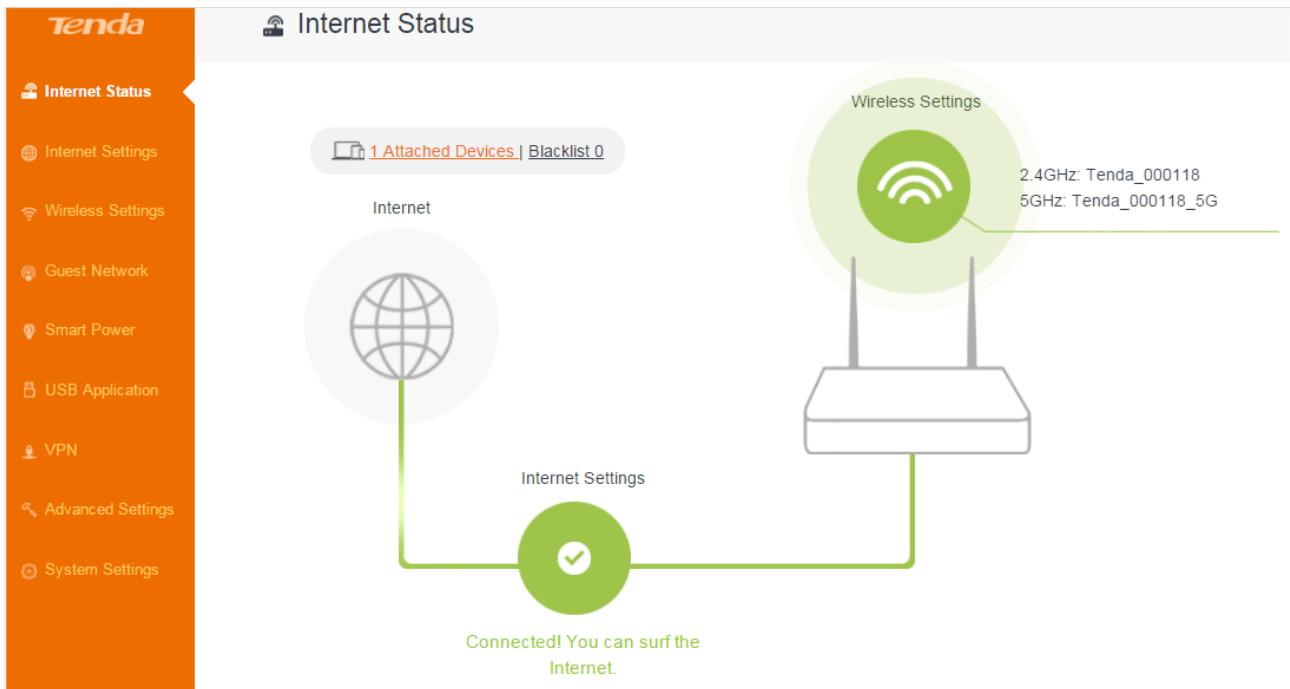 Tenda
Internet Status
Internet Status
Internet Settings
Wireless Settings
Guest Network
Smart Power
USB Application
VPN
Advanced Settings
System Settings
1 Attached Devices | Blacklist 0
Internet
Wireless Settings
2.4GHz: Tenda_000118
5GHz: Tenda_000118_5G
Internet Settings
Connected! You can surf the
Internet.